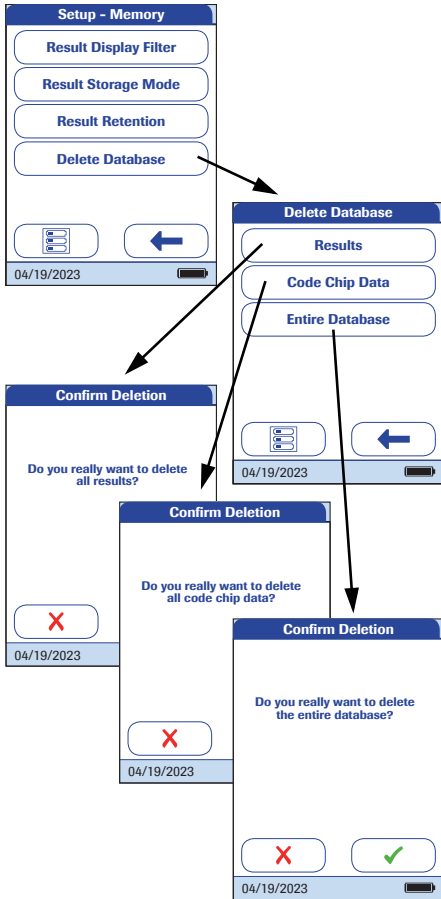 Setup - Memory
Result Display Filter
Result Storage Mode
Result Retention
Delete Database
04/19/2023
Delete Database
Results
Code Chip Data
Entire Database
04/19/2023
Confirm Deletion
Do you really want to delete
all results?
04/19/2023
Confirm Deletion
Do you really want to delete
all code chip data?
04/19/2023
Confirm Deletion
Do you really want to delete
the entire database?
04/19/2023